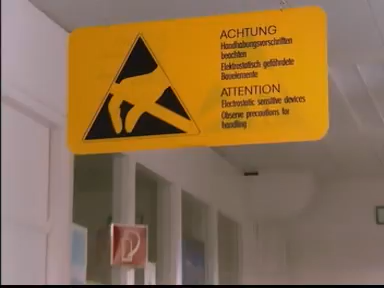 ACHTUNG
Handhabungsvorschriften
beachten
Elektrostatisch gefährdete
Bauelemente
ATTENTION
Electrostatic sensitive devices
Observe precautions for
handling